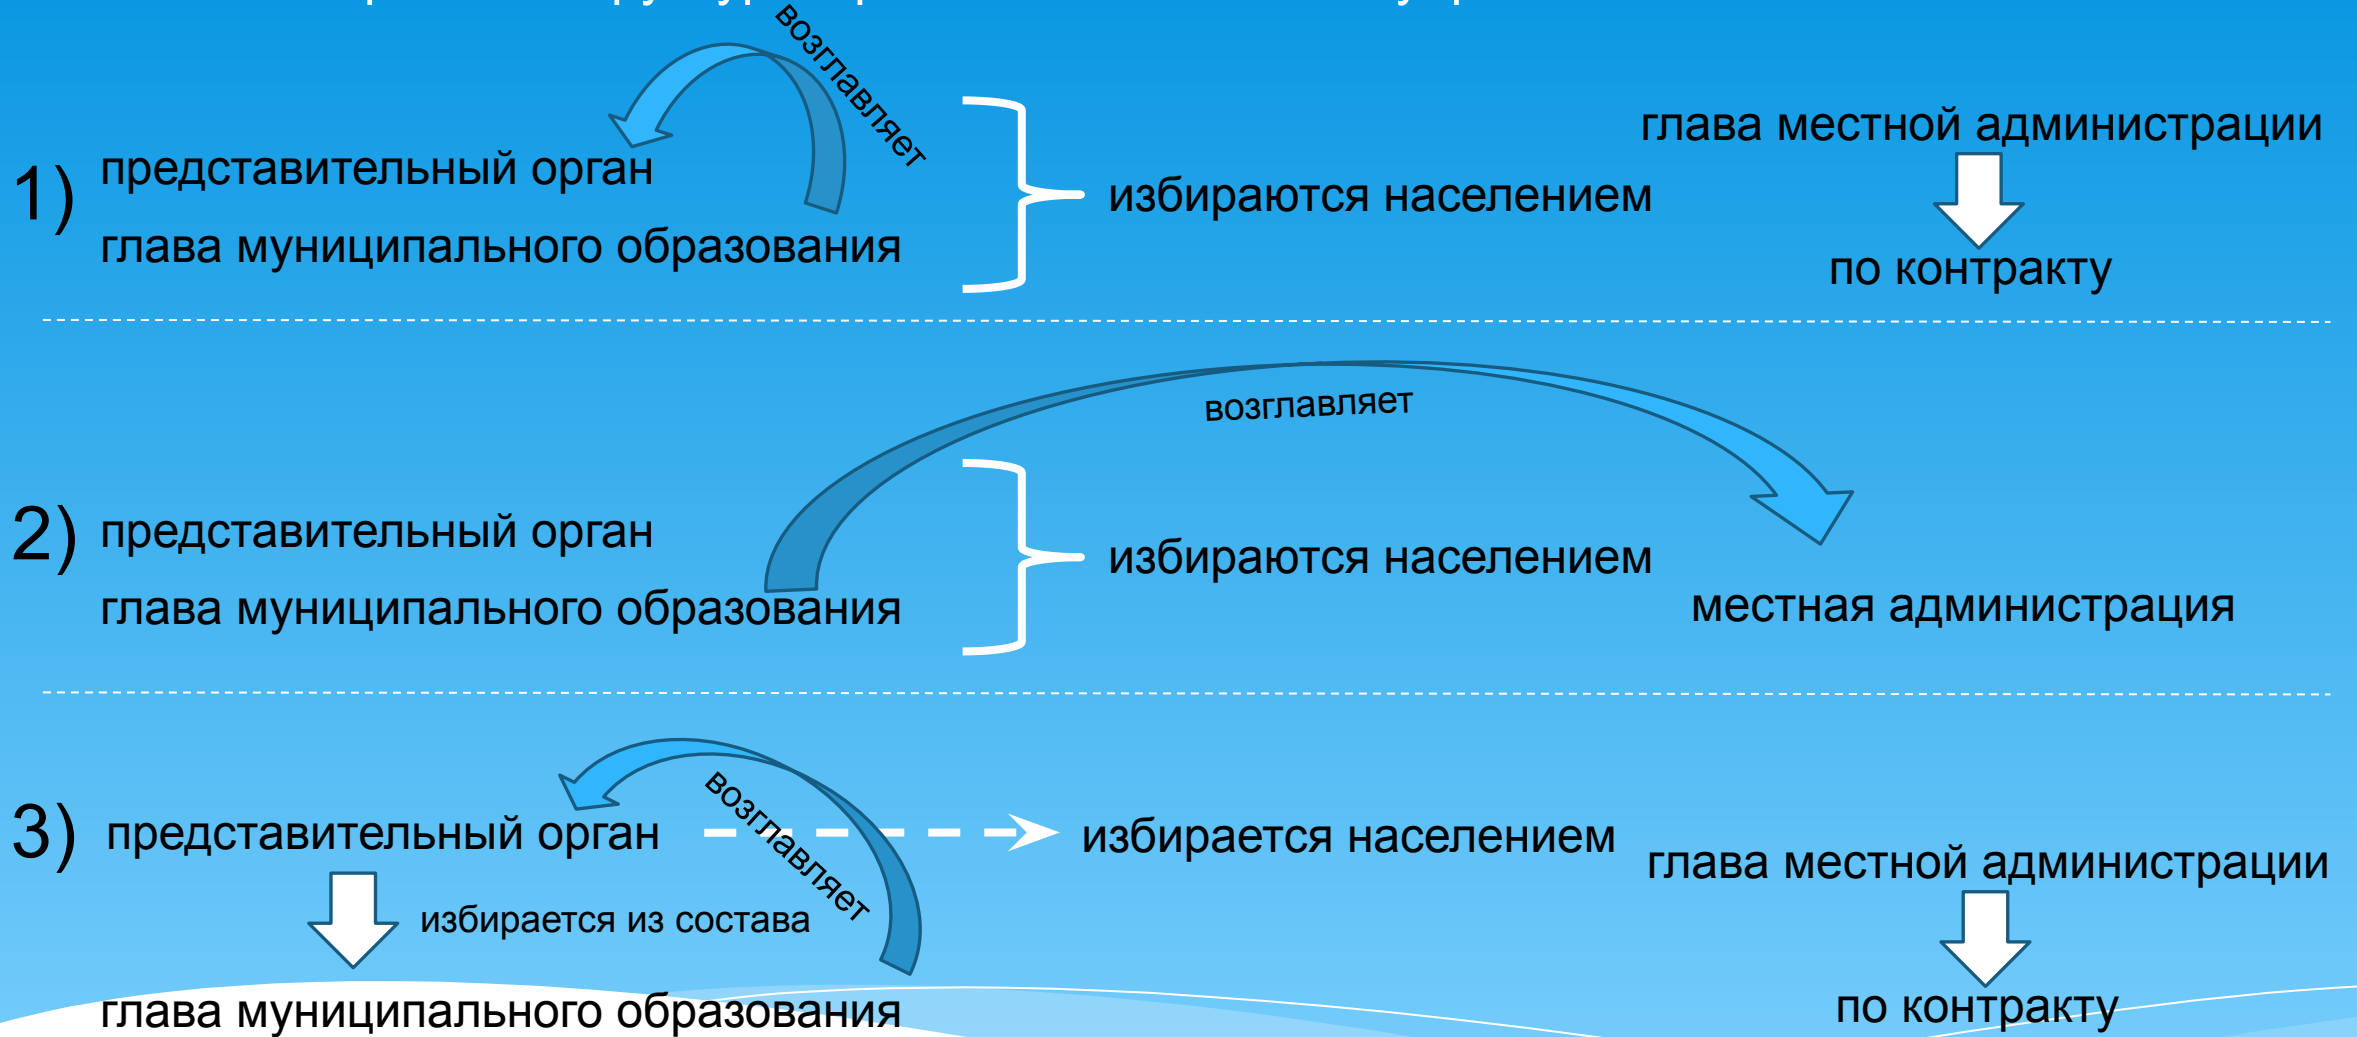 возглавляет
1)
представительный орган
глава муниципального образования
избираются населением
глава местной администрации
по контракту
возглавляет
2)
представительный орган
глава муниципального образования
избираются населением
местная администрация
возглавляет
3)
представительный орган
избирается населением
глава местной администрации
избирается из состава
глава муниципального образования
по контракту